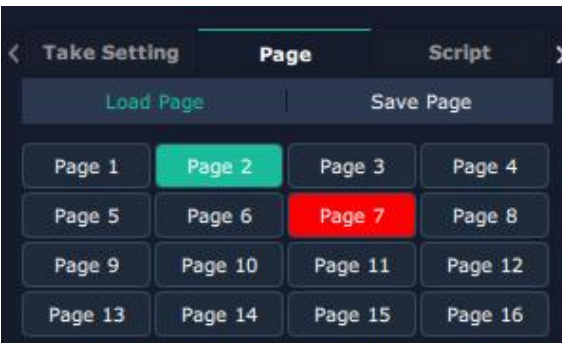 Take Setting Page Script
Load Page Save Page
Page 1 Page 2 Page 3 Page 4
Page 5 Page 6 Page 7 Page 8
Page 9 Page 10 Page 11 Page 12
Page 13 Page 14 Page 15 Page 16